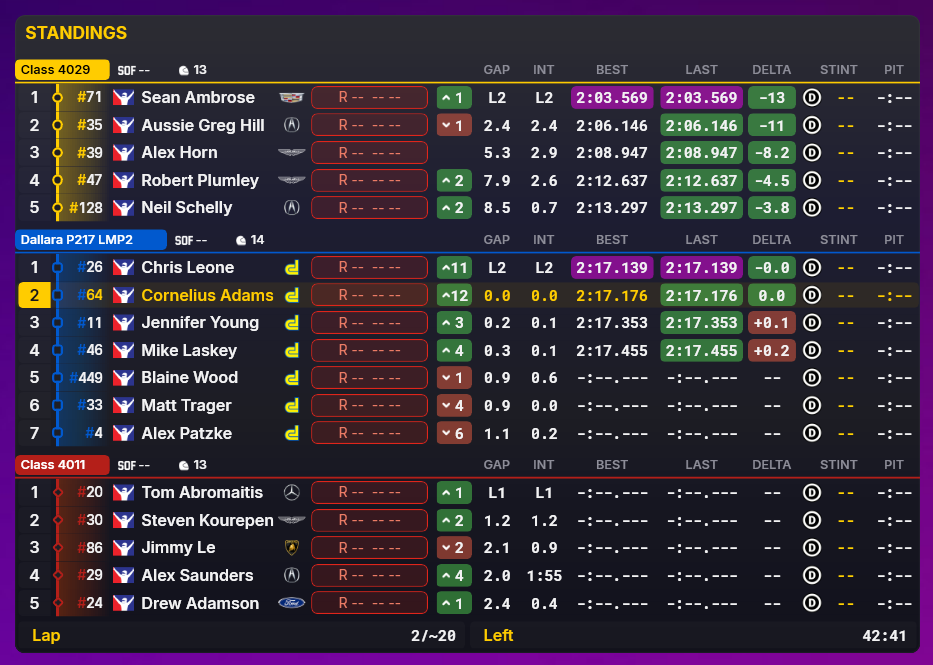 STANDINGS
Class 4029 SOF -- 13 GAP INT BEST LAST DELTA STINT PIT
1 #71 Sean Ambrose R -- -- -- 1 L2 L2 2:03.569 2:03.569 -13 D -- -:--
2 #35 Aussie Greg Hill R -- -- -- 1 2.4 2.4 2:06.146 2:06.146 -11 D -- -:--
3 #39 Alex Horn R -- -- -- 5.3 2.9 2:08.947 2:08.947 -8.2 D -- -:--
4 #47 Robert Plumley R -- -- -- 2 7.9 2.6 2:12.637 2:12.637 -4.5 D -- -:--
5 #128 Neil Schelly R -- -- -- 2 8.5 0.7 2:13.297 2:13.297 -3.8 D -- -:--
Dallara P217 LMP2 SOF -- 14 GAP INT BEST LAST DELTA STINT PIT
1 #26 Chris Leone R -- -- -- 11 L2 L2 2:17.139 2:17.139 -0.0 D -- -:--
2 #64 Cornelius Adams R -- -- -- 12 0.0 0.0 2:17.176 2:17.176 0.0 D -- -:--
3 #11 Jennifer Young R -- -- -- 3 0.2 0.1 2:17.353 2:17.353 +0.1 D -- -:--
4 #46 Mike Laskey R -- -- -- 4 0.3 0.1 2:17.455 2:17.455 +0.2 D -- -:--
5 #449 Blaine Wood R -- -- -- 1 0.9 0.6 -:--.--- -:--.--- D -- -:--
6 #33 Matt Trager R -- -- -- 4 0.9 0.0 -:--.--- -:--.--- D -- -:--
7 #4 Alex Patzke R -- -- -- 6 1.1 0.2 -:--.--- -:--.--- D -- -:--
Class 4011 SOF -- 13 GAP INT BEST LAST DELTA STINT PIT
1 #20 Tom Abromaitis R -- -- -- 1 L1 L1 -:--.--- -:--.--- -- D -- -:--
2 #30 Steven Kourepen R -- -- -- 2 1.2 1.2 -:--.--- -:--.--- -- D -- -:--
3 #86 Jimmy Le R -- -- -- 2 2.1 0.9 -:--.--- -:--.--- -- D -- -:--
4 #29 Alex Saunders R -- -- -- 4 2.0 1:55 -:--.--- -:--.--- -- D -- -:--
5 #24 Drew Adamson Ford R -- -- -- 1 2.4 0.4 -:--.--- -:--.--- -- D -- -:--
Lap 2/~20 Left 42:41